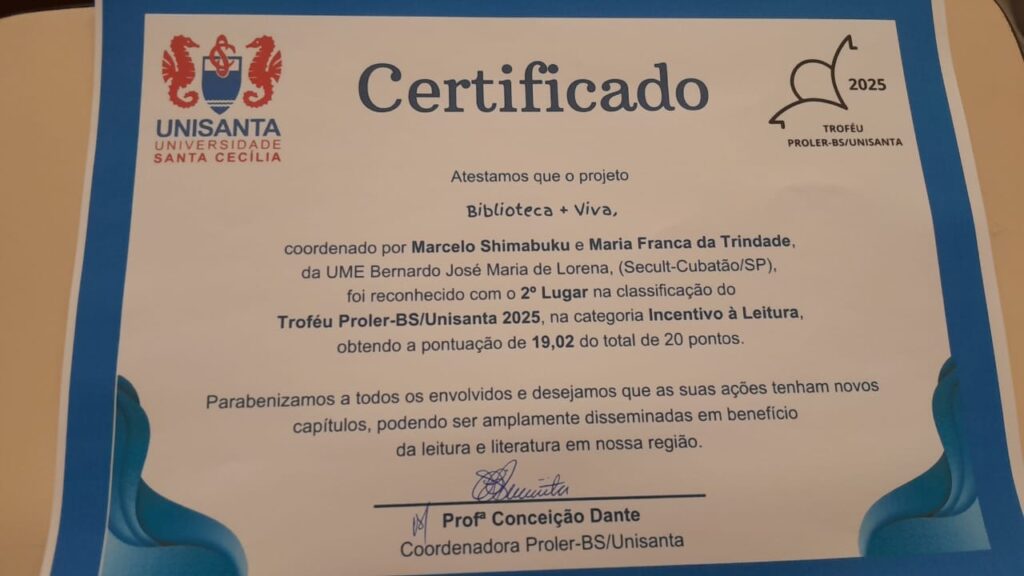 UNISANTA
UNIVERSIDADE
SANTA CECÍLIA
Certificado
2025
TROFÉU
PROLER-BS/UNISANTA
Atestamos que o projeto
Biblioteca + Viva,
coordenado por Marcelo Shimabuku e Maria Franca da Trindade,
da UME Bernardo José Maria de Lorena, (Secult-Cubatão/SP),
foi reconhecido com o 2º Lugar na classificação do
Troféu Proler-BS/Unisanta 2025, na categoria Incentivo à Leitura,
obtendo a pontuação de 19,02 do total de 20 pontos.
Parabenizamos a todos os envolvidos e desejamos que as suas ações tenham novos
capítulos, podendo ser amplamente disseminadas em benefício
da leitura e literatura em nossa região.
Profª Conceição Dante
Coordenadora Proler-BS/Unisanta